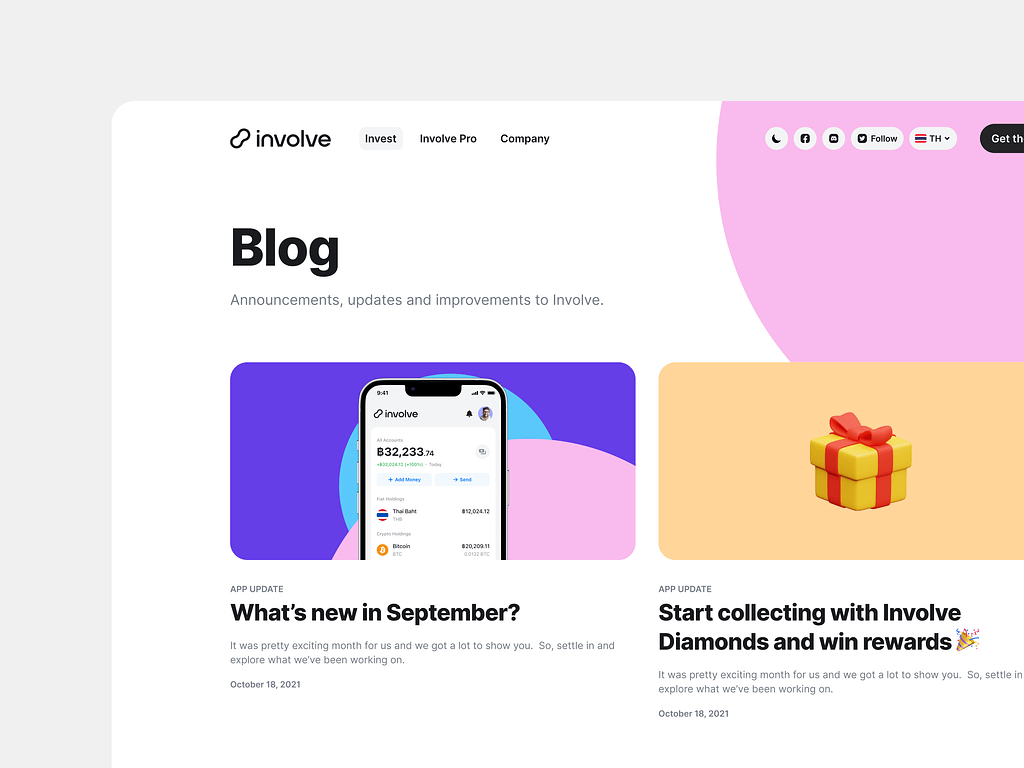 involve
Invest
Involve Pro
Company
Follow
TH
Get th
Blog
Announcements, updates and improvements to Involve.
9:41
involve
All Accounts
฿32,233.74
+฿32,024.12 (+100%) · Today
+ Add Money
→ Send
Fiat Holdings
Thai Baht
฿12,024.12
THB
Crypto Holdings
Bitcoin
฿20,209.11
BTC
0.0132 BTC
APP UPDATE
What’s new in September?
It was pretty exciting month for us and we got a lot to show you. So, settle in and
explore what we’ve been working on.
October 18, 2021
APP UPDATE
Start collecting with Involve
Diamonds and win rewards🎉
It was pretty exciting month for us and we got a lot to show you. So, settle in
explore what we’ve been working on.
October 18, 2021